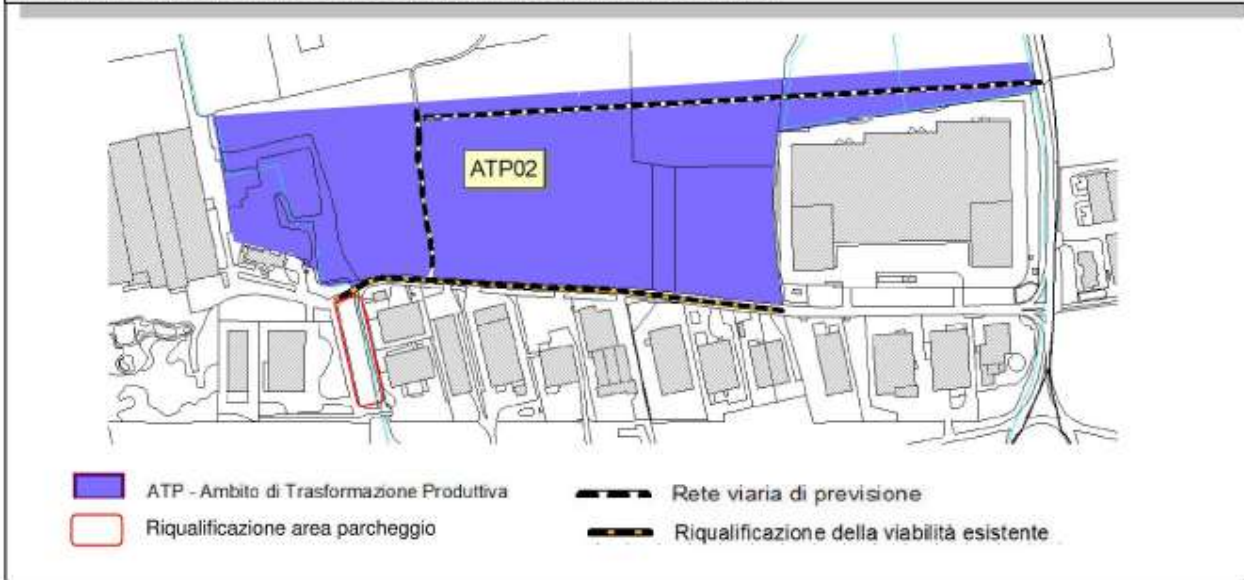 ATP02
ATP - Ambito di Trasformazione Produttiva
Rete viaria di previsione
Riqualificazione area parcheggio
Riqualificazione della viabilità esistente